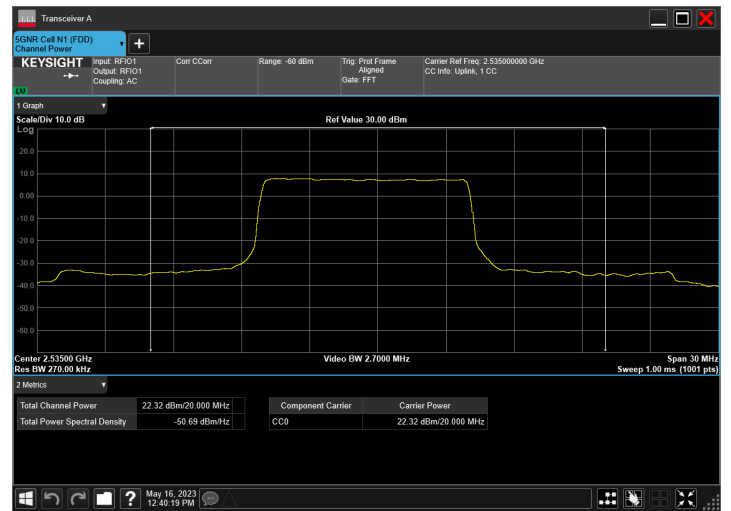 Transceiver A
5GNR Cell N1 (FDD)
Channel Power
KEYSIGHT
LXI
Input: RFIO1
Output: RFIO1
Coupling: AC
Corr CCorr
Range: -60 dBm
Trig: Prot Frame
Aligned
Gate: FFT
Carrier Ref Freq: 2.535000000 GHz
CC Info: Uplink, 1 CC
1 Graph
Scale/Div 10.0 dB
Ref Value 30.00 dBm
Log
20.0
10.0
0.00
-10.0
-20.0
-30.0
-40.0
-50.0
-60.0
Center 2.53500 GHz
Video BW 2.7000 MHz
Span 30 MHz
Res BW 270.00 kHz
Sweep 1.00 ms (1001 pts)
2 Metrics
Total Channel Power 22.32 dBm/20.000 MHz
Total Power Spectral Density -50.69 dBm/Hz
Component Carrier Carrier Power
CC0 22.32 dBm/20.000 MHz
?
May 16, 2023
12:40:19 PM